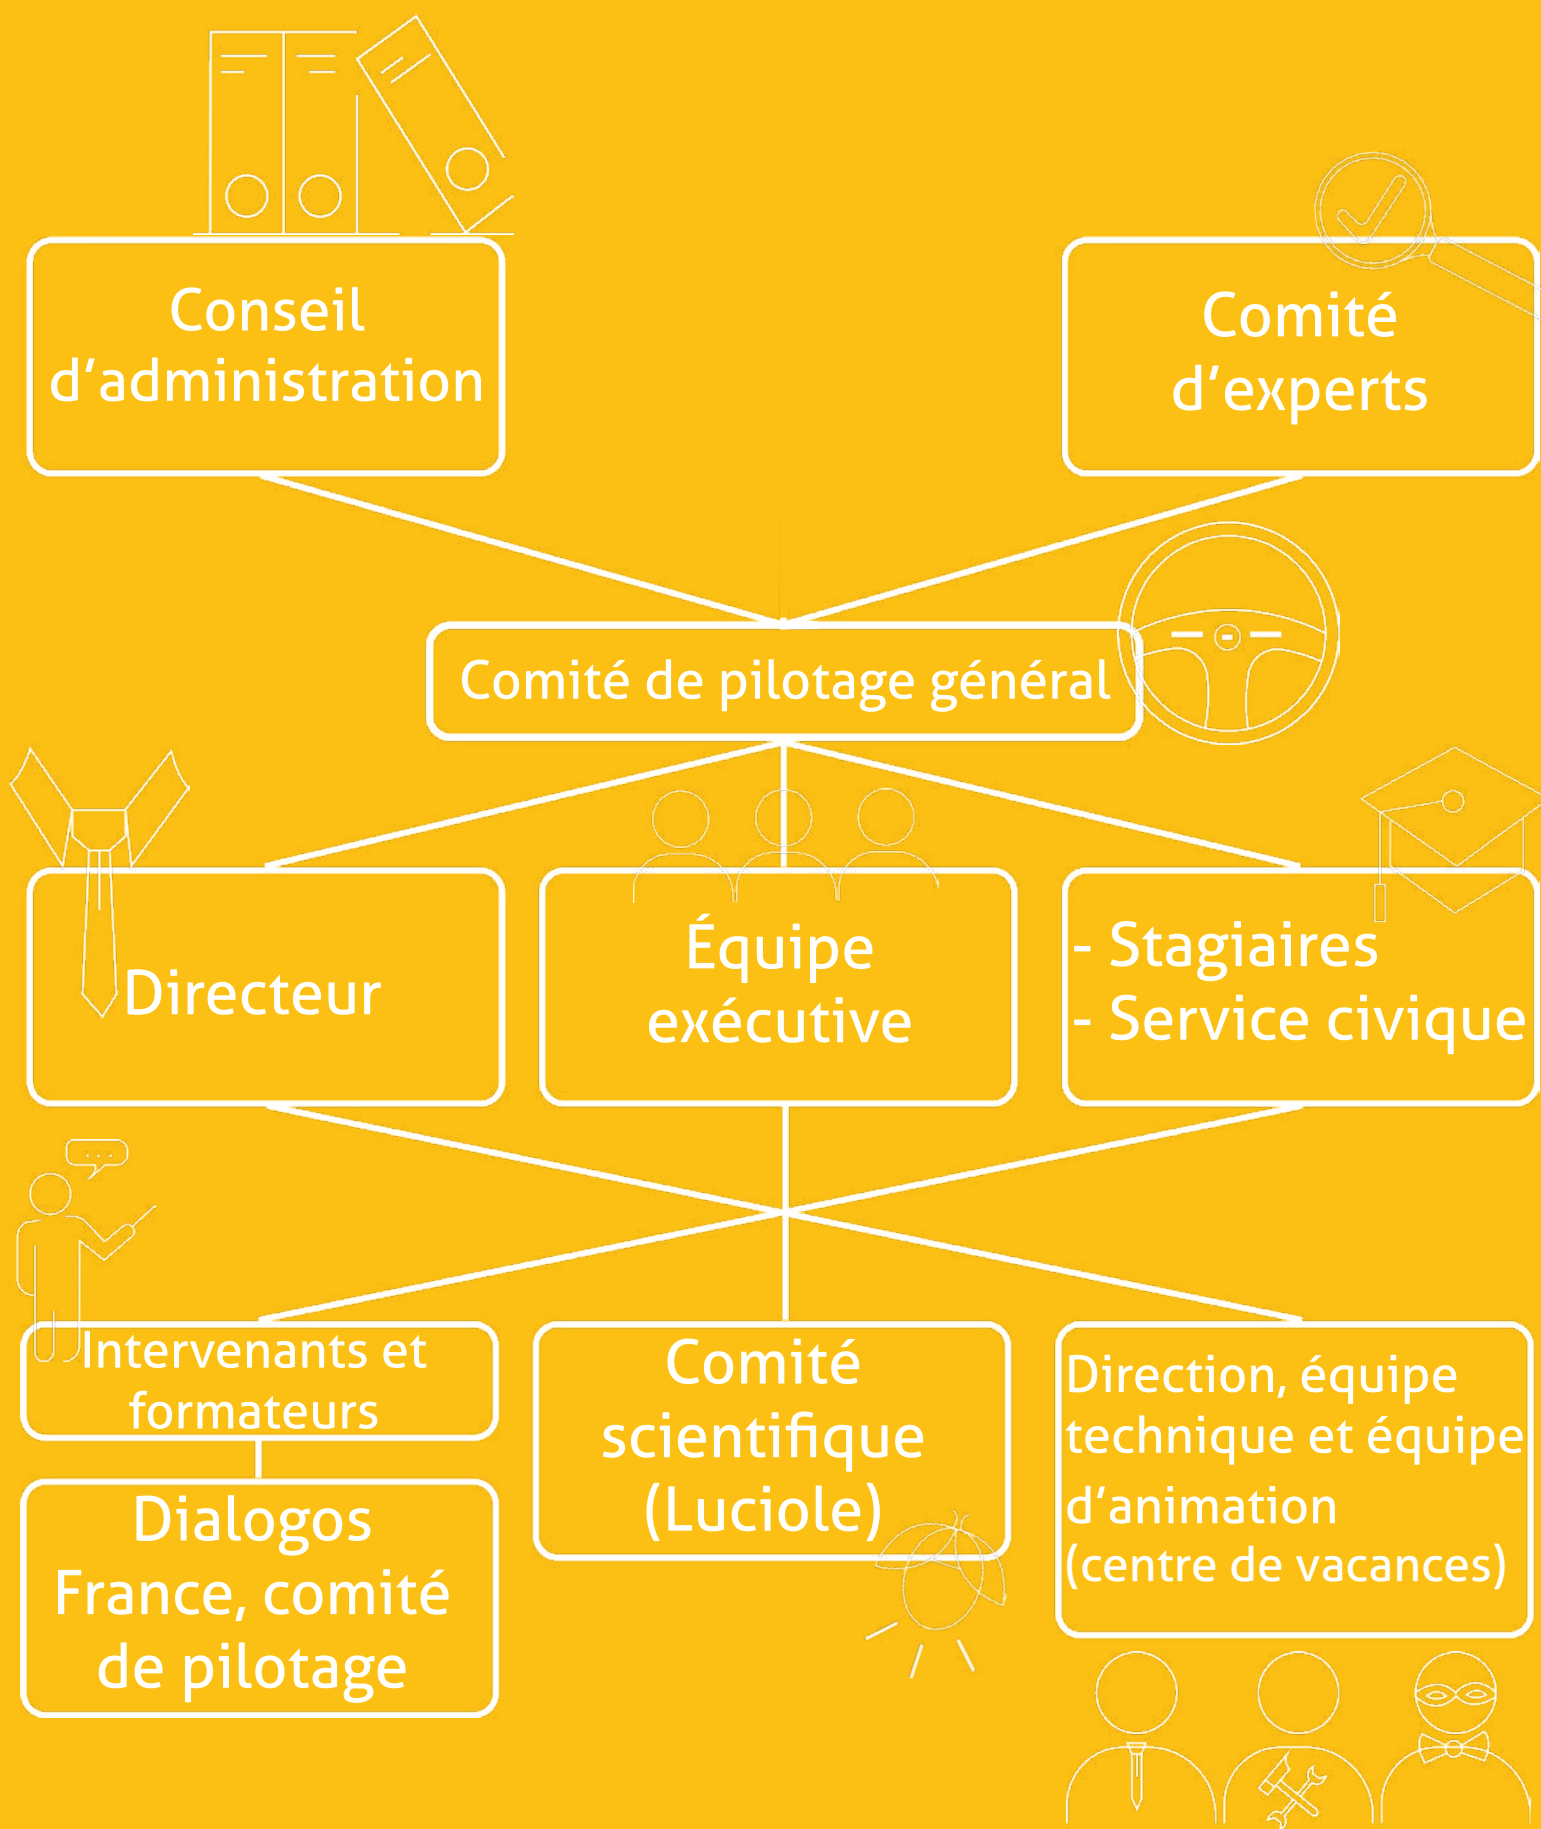 Conseil
d’administration
Comité
d’experts
Comité de pilotage général
Directeur
Équipe
exécutive
- Stagiaires
- Service civique
Intervenants et
formateurs
Dialogos
France, comité
de pilotage
Comité
scientifique
(Luciole)
Direction, équipe
technique et équipe
d’animation
(centre de vacances)